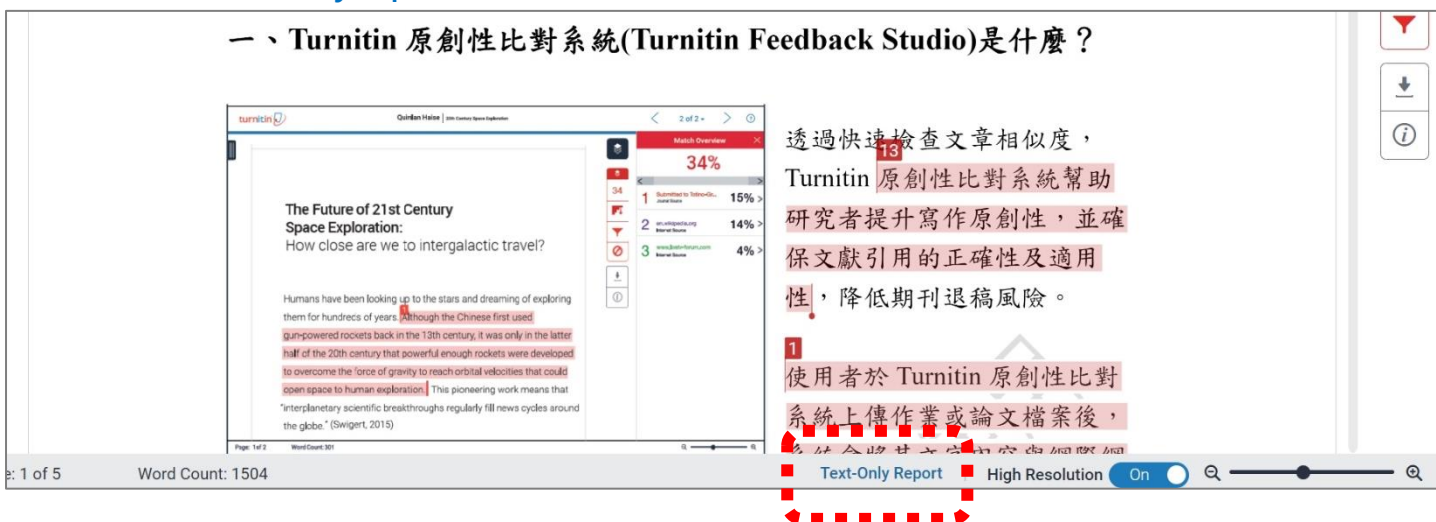 一、Turnitin 原創性比對系統(Turnitin Feedback Studio)是什麼？
turnitin
Quinlan Haise | 20th Century Space Exploration
2 of 2
Match Overview
34%
34
1 15% >
2 en.wikipedia.org 14% >
Internet Source
3 4% >
Internet Source
The Future of 21st Century
Space Exploration:
How close are we to intergalactic travel?
Humans have been looking up to the stars and dreaming of exploring
them for hundrecs of years. Although the Chinese first used
1
gun-powered rockets back in the 13th century, it was only in the latter
half of the 20th century that powerful enough rockets were developed
to overcome the force of gravity to reach orbital velocities that could
open space to human exploration. This pioneering work means that
"interplanetary scientific breakthroughs regularly fill news cycles around
the globe." (Swigert, 2015)
Page: 1of 2 Word Count: 301
透過快速檢查文章相似度，
13
Turnitin 原創性比對系統幫助
研究者提升寫作原創性，並確
保文獻引用的正確性及適用
性，降低期刊退稿風險。
1
使用者於 Turnitin 原創性比對
系統上傳作業或論文檔案後，
e: 1 of 5 Word Count: 1504 Text-Only Report High Resolution On